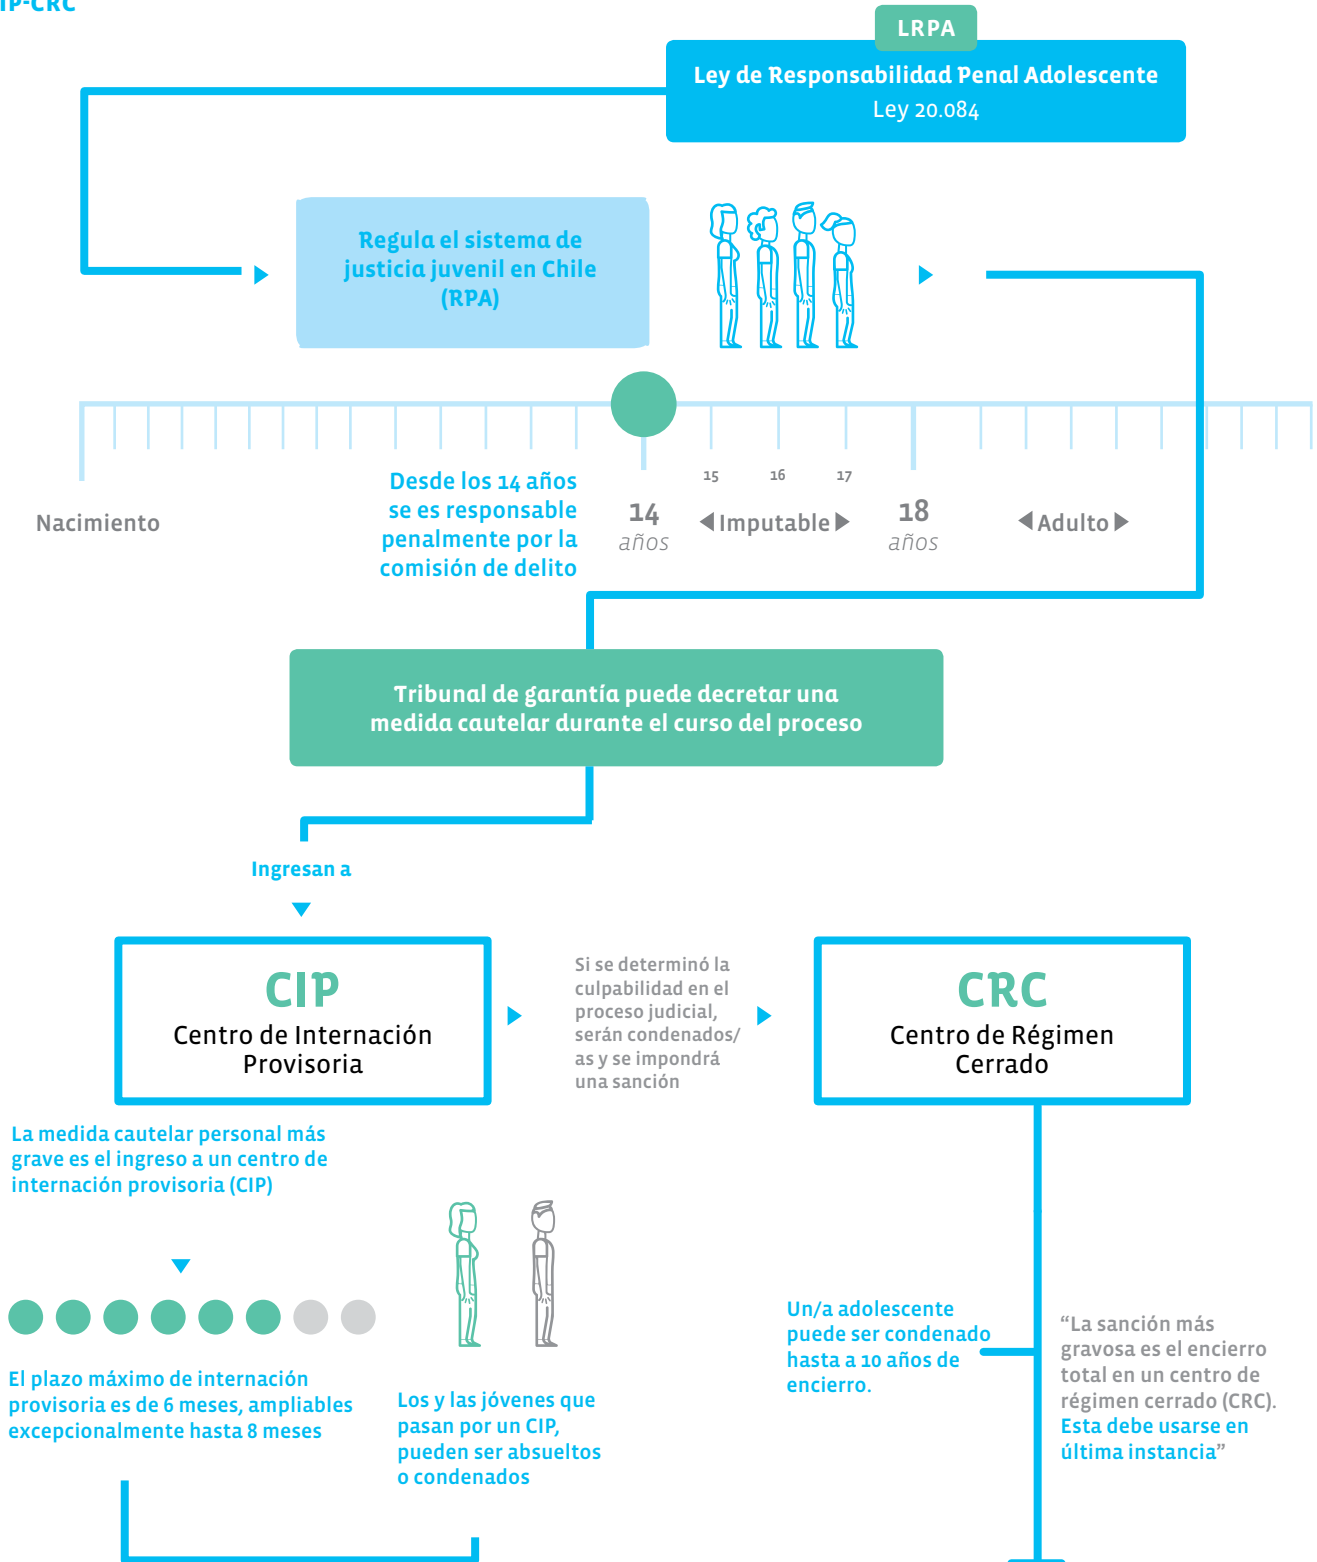 IP-CRC
LRPA
Ley de Responsabilidad Penal Adolescente
Ley 20.084
Regula el sistema de
justicia juvenil en Chile
(RPA)
Nacimiento
Desde los 14 años
se es responsable
penalmente por la
comisión de delito
14
años
15
16
17
Imputable
18
años
Adulto
Tribunal de garantía puede decretar una
medida cautelar durante el curso del proceso
Ingresan a
CIP
Centro de Internación
Provisoria
Si se determinó la
culpabilidad en el
proceso judicial,
serán condenados/
as y se impondrá
una sanción
CRC
Centro de Régimen
Cerrado
La medida cautelar personal más
grave es el ingreso a un centro de
internación provisoria (CIP)
El plazo máximo de internación
provisoria es de 6 meses, ampliables
excepcionalmente hasta 8 meses
Los y las jóvenes que
pasan por un CIP,
pueden ser absueltos
o condenados
Un/a adolescente
puede ser condenado
hasta a 10 años de
encierro.
“La sanción más
gravosa es el encierro
total en un centro de
régimen cerrado (CRC).
Esta debe usarse en
última instancia”